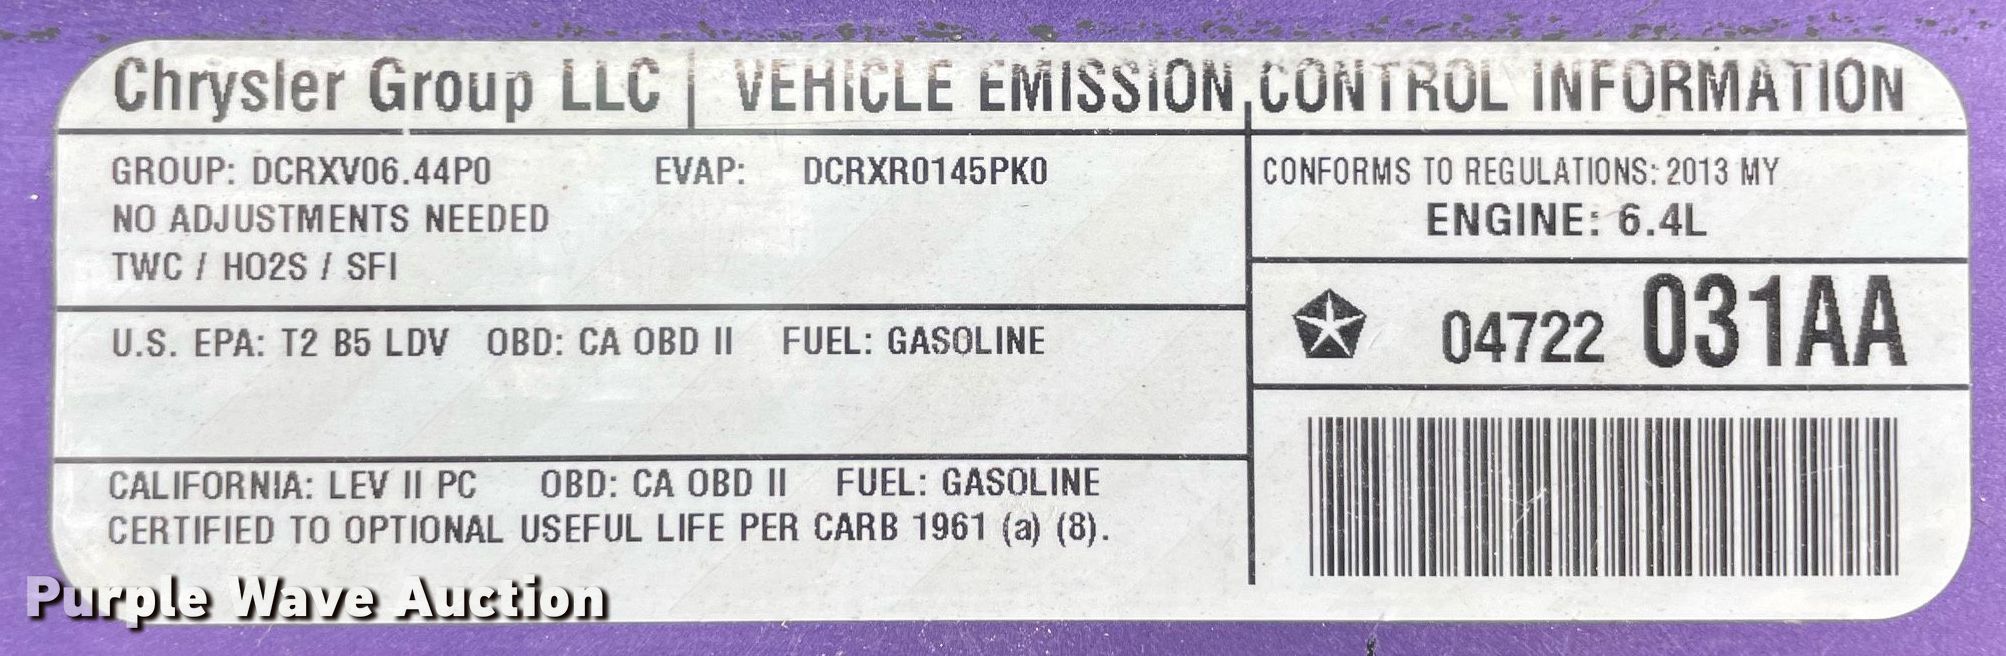 Chrysler Group LLC | VEHICLE EMISSION CONTROL INFORMATION
GROUP: DCRXV06.44P0 EVAP: DCRXR0145PK0
NO ADJUSTMENTS NEEDED
TWC / HO2S / SFI
CONFORMS TO REGULATIONS: 2013 MY
ENGINE: 6.4L
04722 031AA
U.S. EPA: T2 B5 LDV OBD: CA OBD II FUEL: GASOLINE
CALIFORNIA: LEV II PC OBD: CA OBD II FUEL: GASOLINE
CERTIFIED TO OPTIONAL USEFUL LIFE PER CARB 1961 (a) (8).
Purple Wave Auction